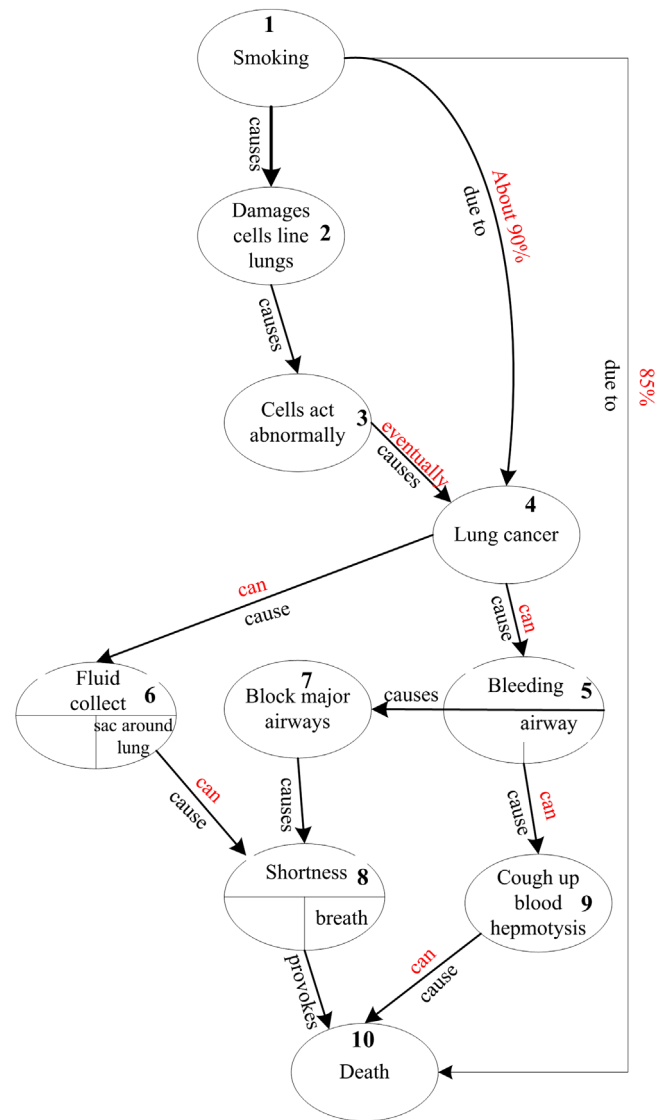 1
Smoking
causes
About 90%
due to
Damages
cells line
lungs
2
causes
85%
due to
Cells act
abnormally
3
eventually
causes
4
Lung cancer
can
cause
can
cause
Fluid
collect
6
sac around
lung
7
Block major
airways
causes
Bleeding
5
airway
can
cause
causes
can
cause
Shortness
8
breath
Cough up
blood
hepmotysis
9
provokes
can
cause
10
Death